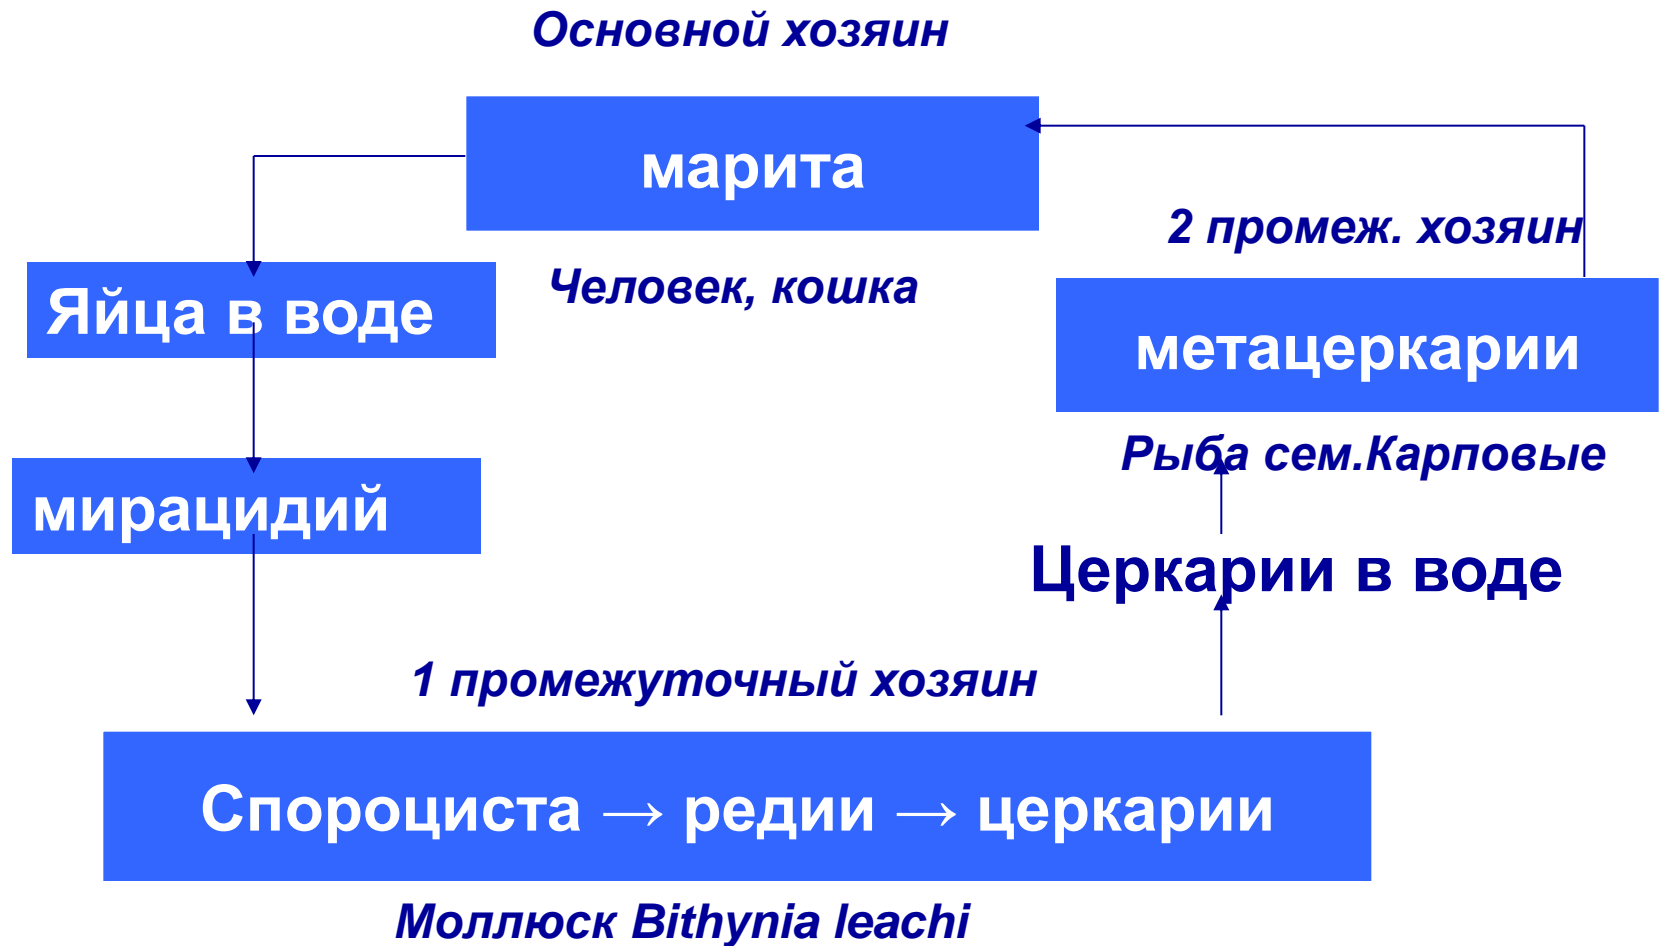 Основной хозяин
марита
2 промеж. хозяин
Человек, кошка
Яйца в воде
метацеркарии
Рыба сем.Карповые
мирацидий
Церкарии в воде
1 промежуточный хозяин
Спороциста → редии → церкарии
Моллюск Bithynia leachi